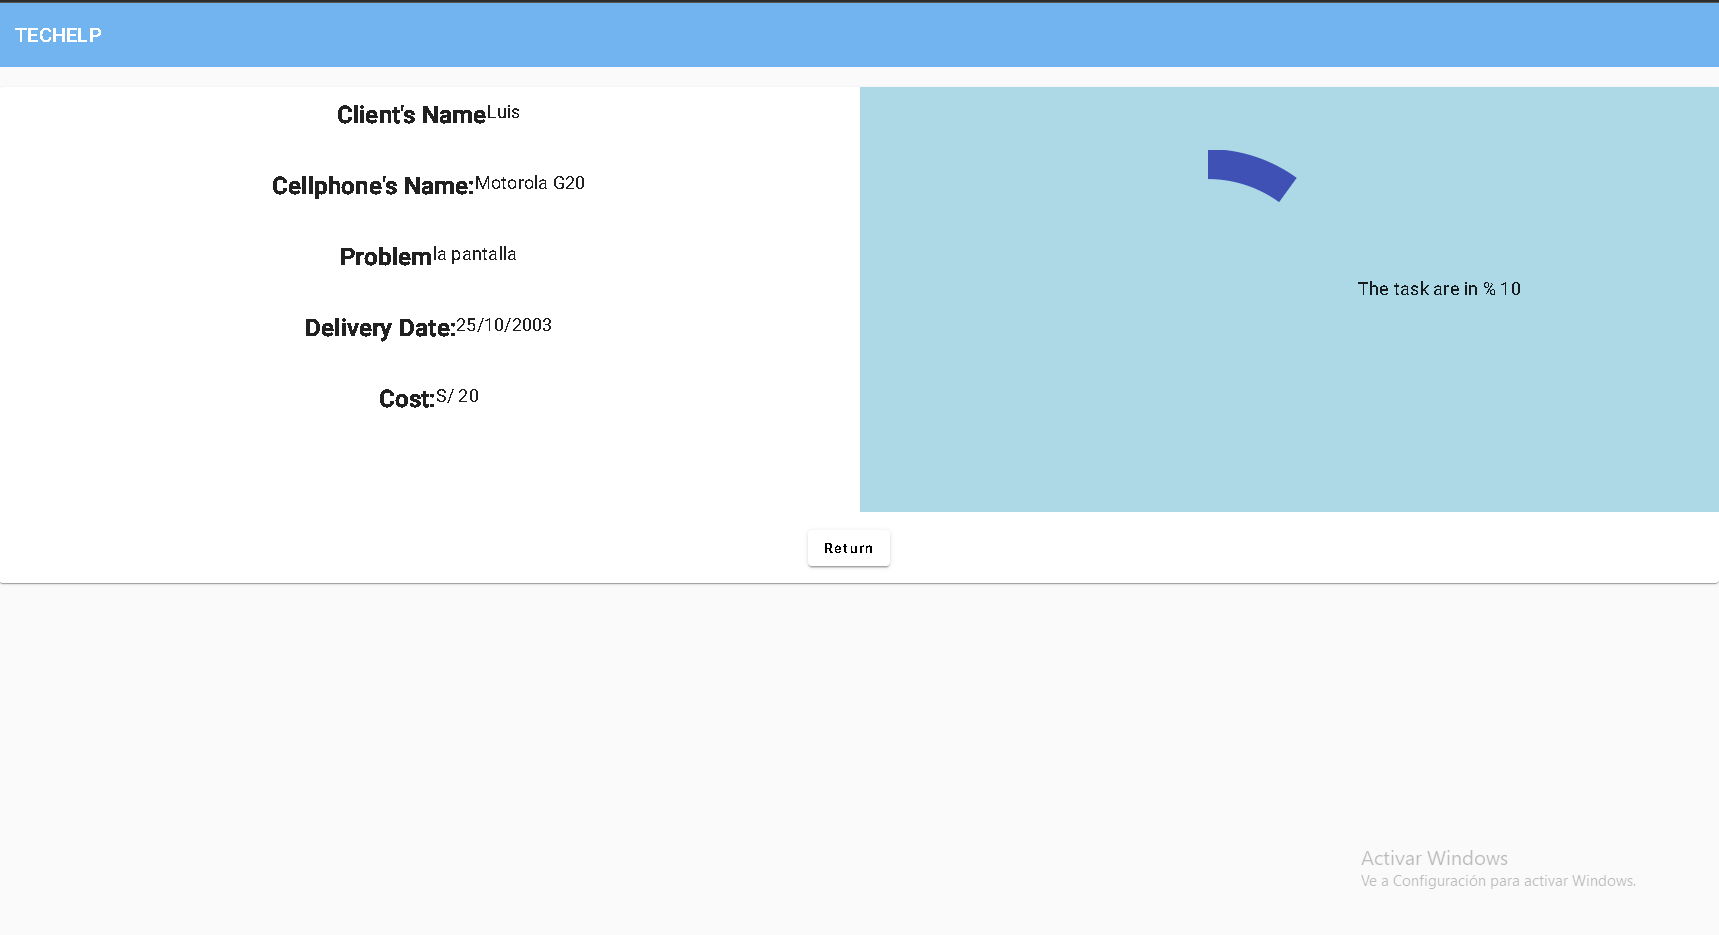 TECHELP
Client's NameLuis
Cellphone's Name:Motorola G20
Problemla pantalla
Delivery Date:25/10/2003
Cost:S/ 20
The task are in % 10
Return
Activar Windows
Ve a Configuración para activar Windows.